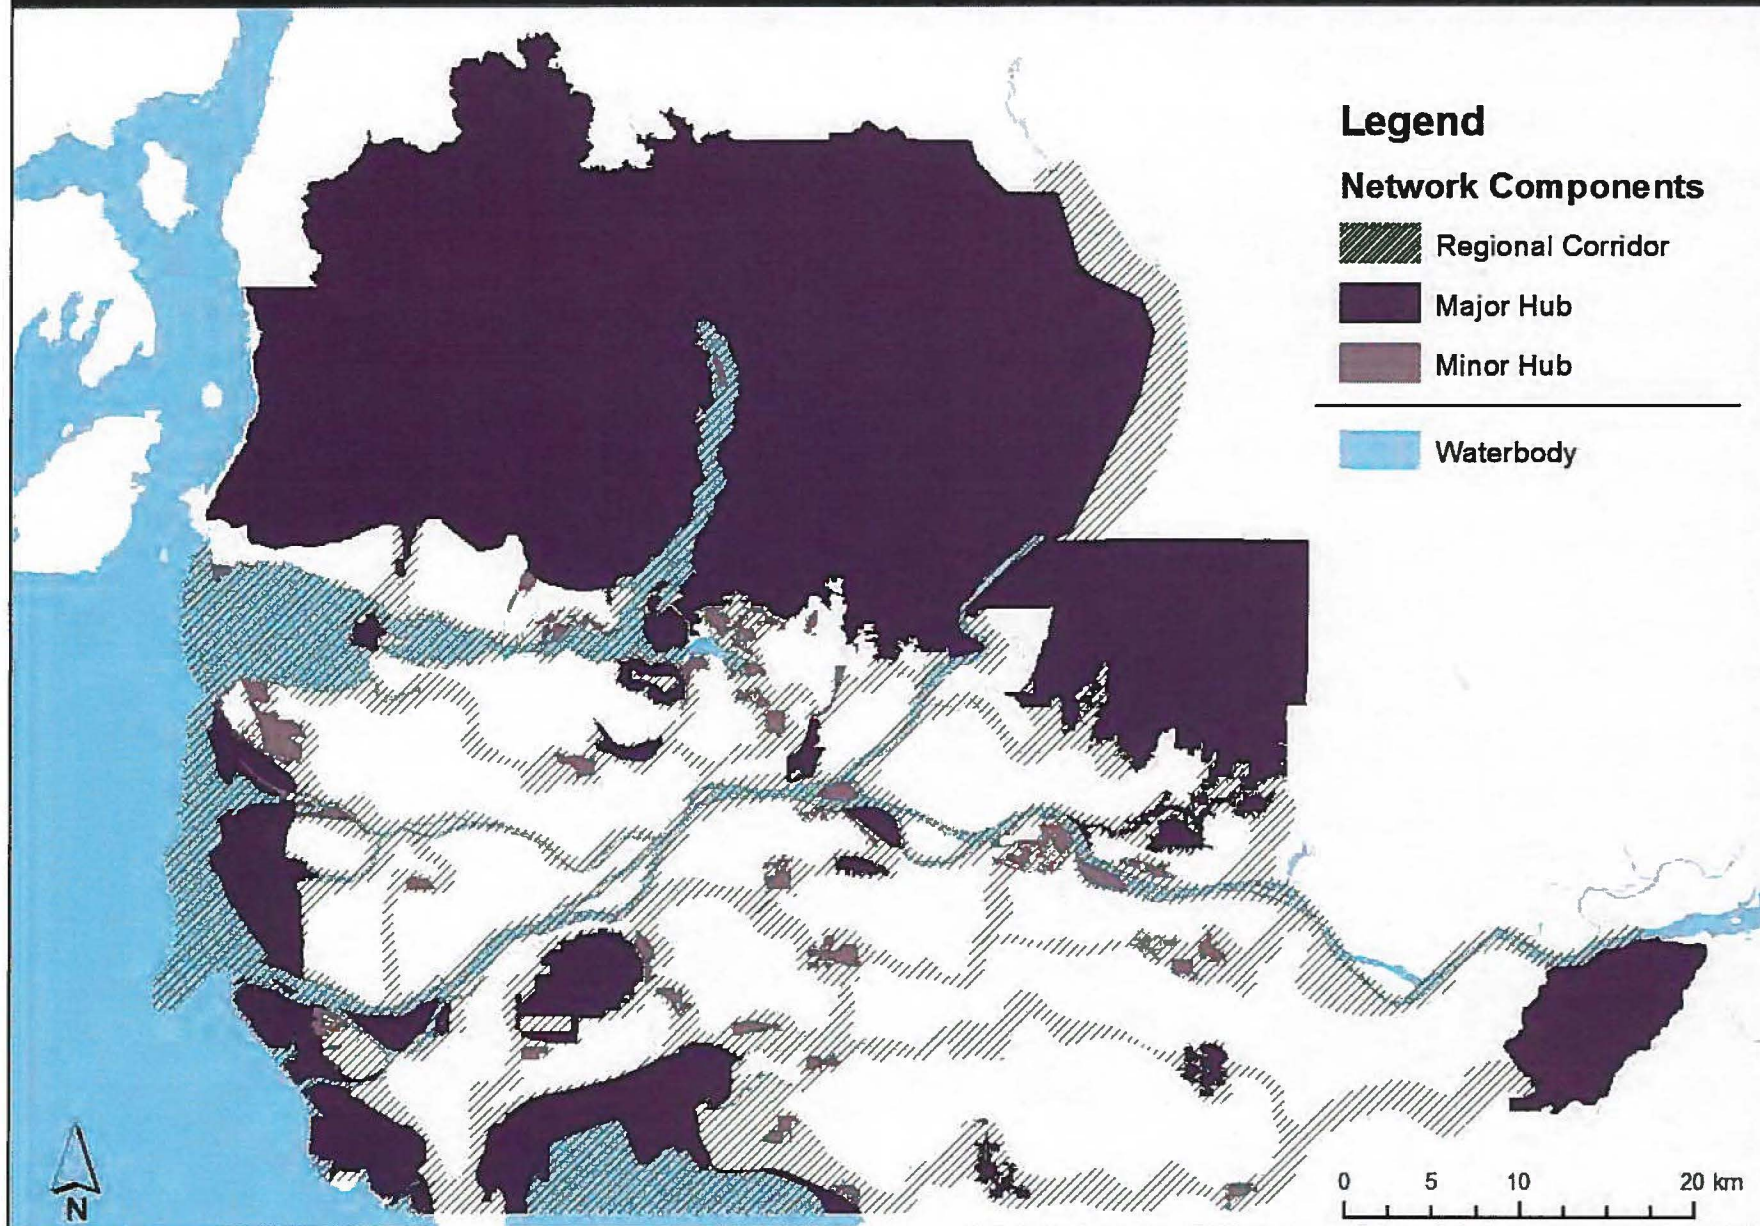 Legend
Network Components
Regional Corridor
Major Hub
Minor Hub
Waterbody
N
0 5 10 20 km